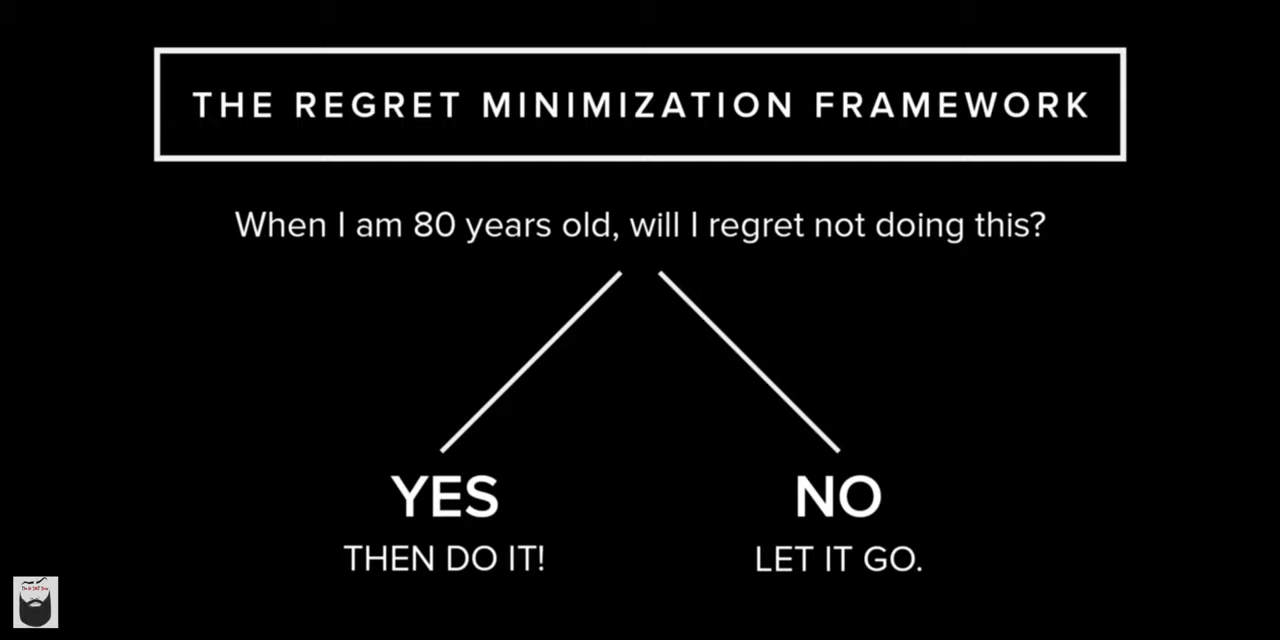 THE REGRET MINIMIZATION FRAMEWORK
When I am 80 years old, will I regret not doing this?
YES
NO
THEN DO IT!
LET IT GO.